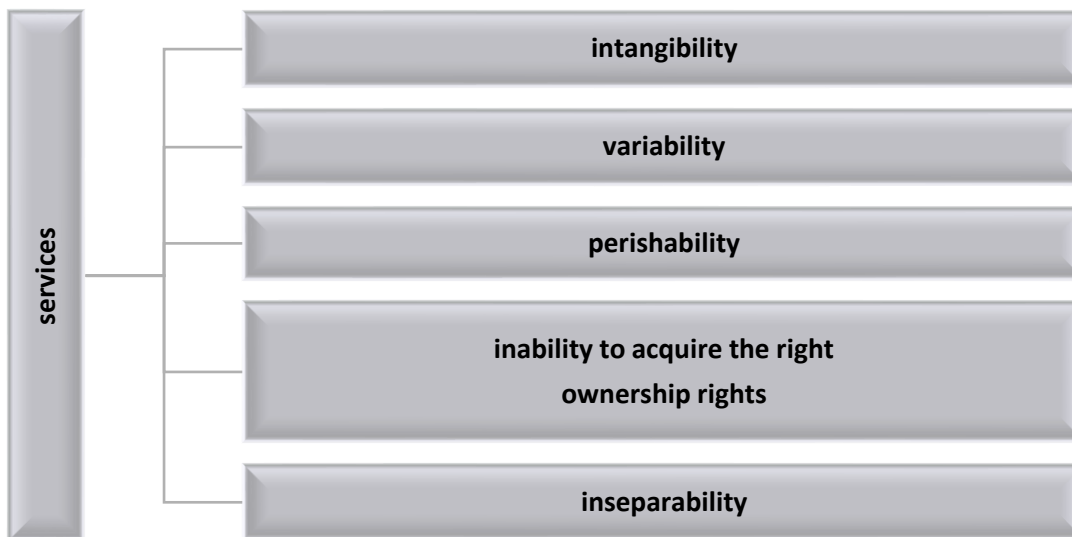 services
intangibility
variability
perishability
inability to acquire the right
ownership rights
inseparability